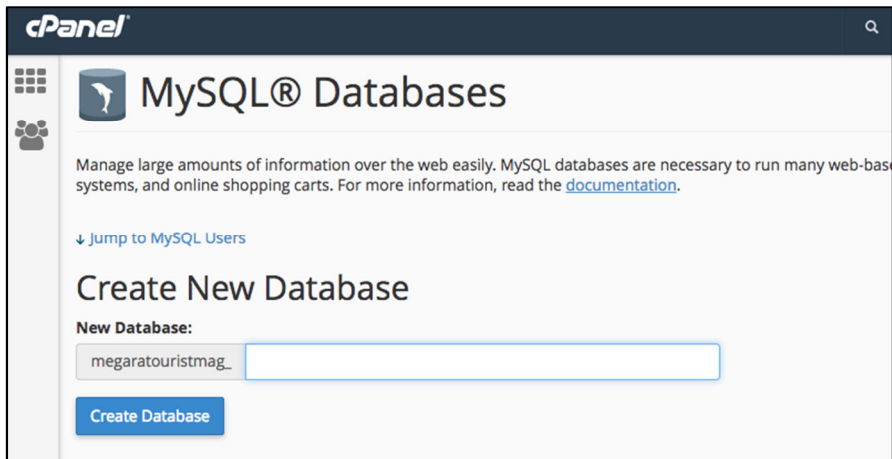 cPanel®
MySQL® Databases
Manage large amounts of information over the web easily. MySQL databases are necessary to run many
systems, and online shopping carts. For more information, read the documentation.
↓ Jump to MySQL Users
Create New Database
New Database:
megaratouristmag_
Create Database